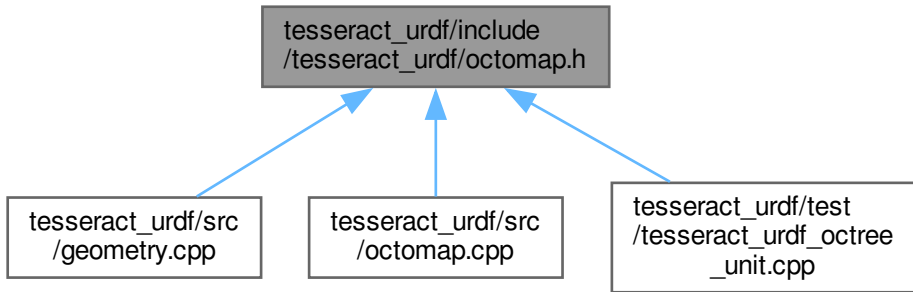 tesseract_urdf/include
/tesseract_urdf/octomap.h
tesseract_urdf/src
/geometry.cpp
tesseract_urdf/src
/octomap.cpp
tesseract_urdf/test
/tesseract_urdf_octree
_unit.cpp